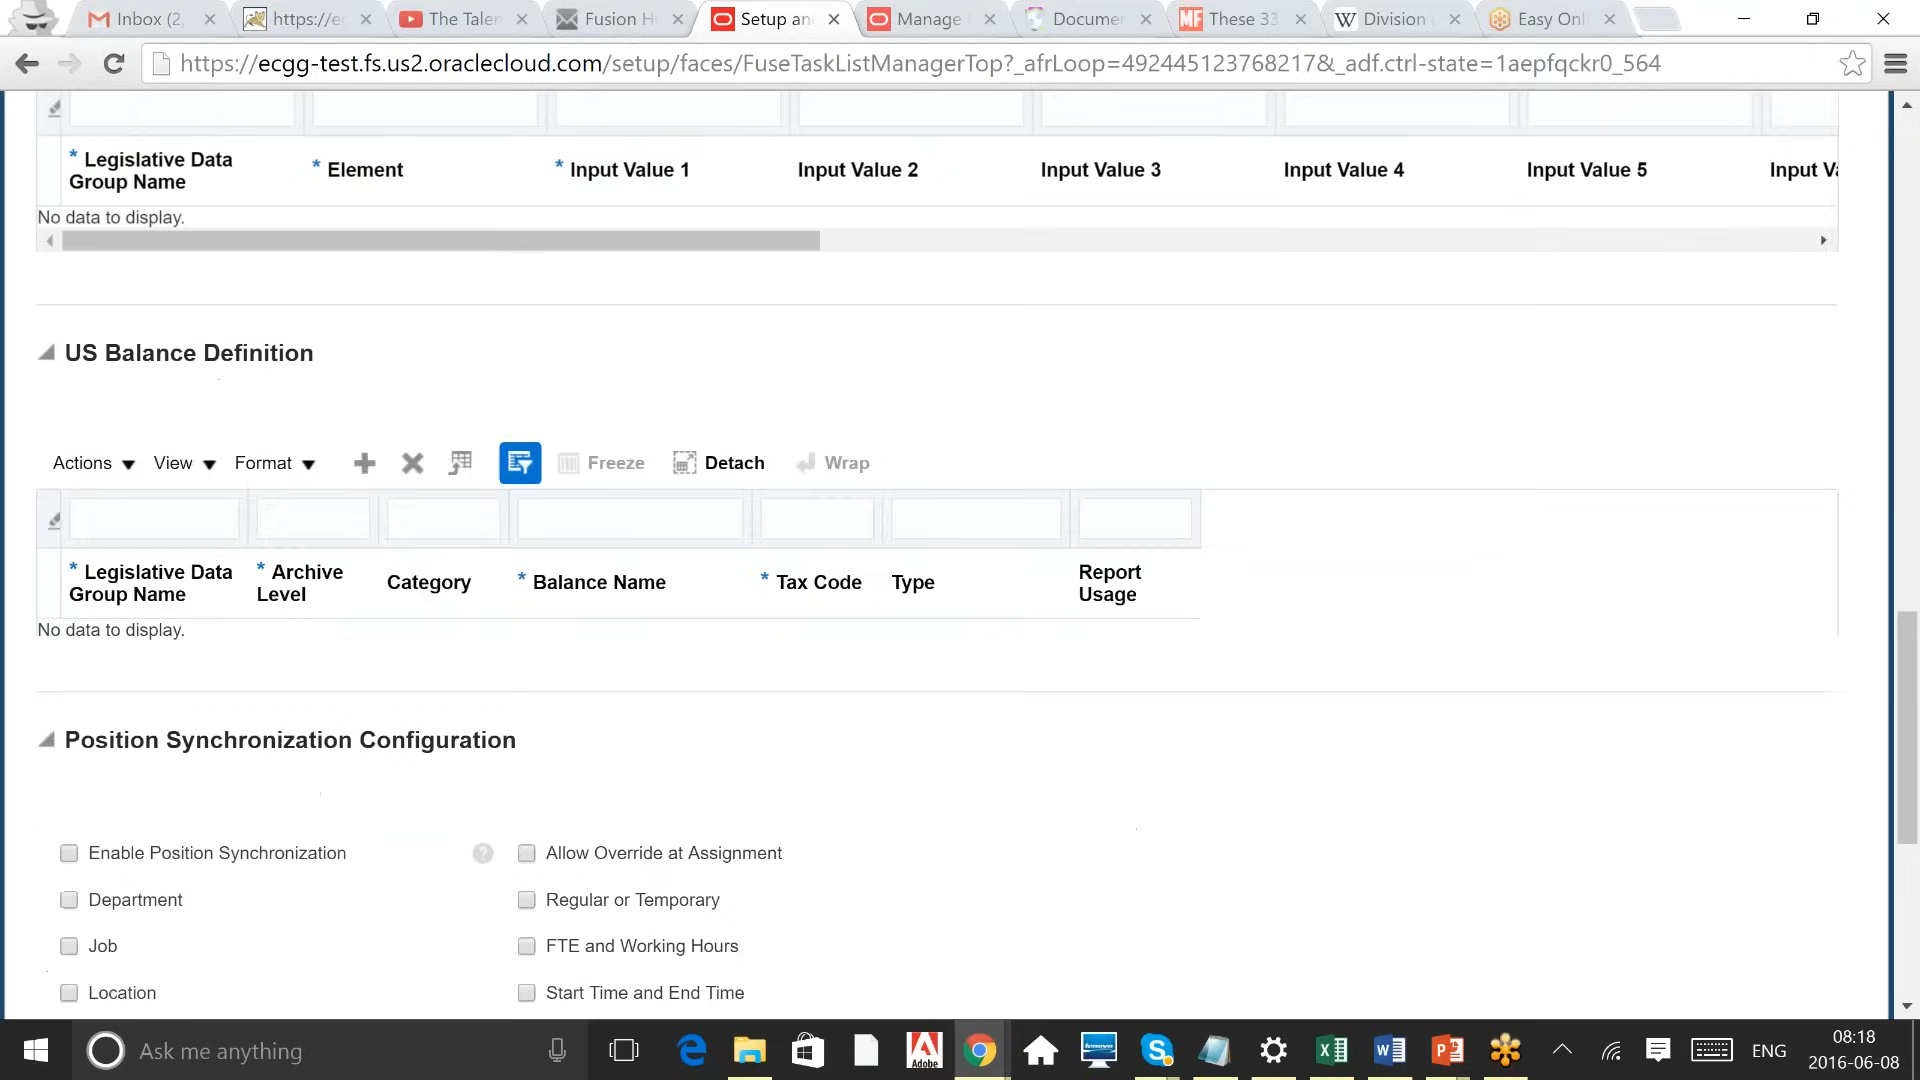 Inbox (2,
https://e
The Taler
Fusion H
Setup an
Manage
Docume
MF These 33
W Division
Easy Onl
https://ecgg-test.fs.us2.oraclecloud.com/setup/faces/FuseTaskListManagerTop?_afrLoop=492445123768217&_adf.ctrl-state=1aepfqckr0_564
* Legislative Data Group Name * Element * Input Value 1 Input Value 2 Input Value 3 Input Value 4 Input Value 5 Input Va
No data to display.
US Balance Definition
Actions View Format Freeze Detach Wrap
* Legislative Data Group Name * Archive Level Category * Balance Name * Tax Code Type Report Usage
No data to display.
Position Synchronization Configuration
Enable Position Synchronization ? Allow Override at Assignment
Department Regular or Temporary
Job FTE and Working Hours
Location Start Time and End Time
Ask me anything
Adobe
lenovo
ENG
08:18
2016-06-08